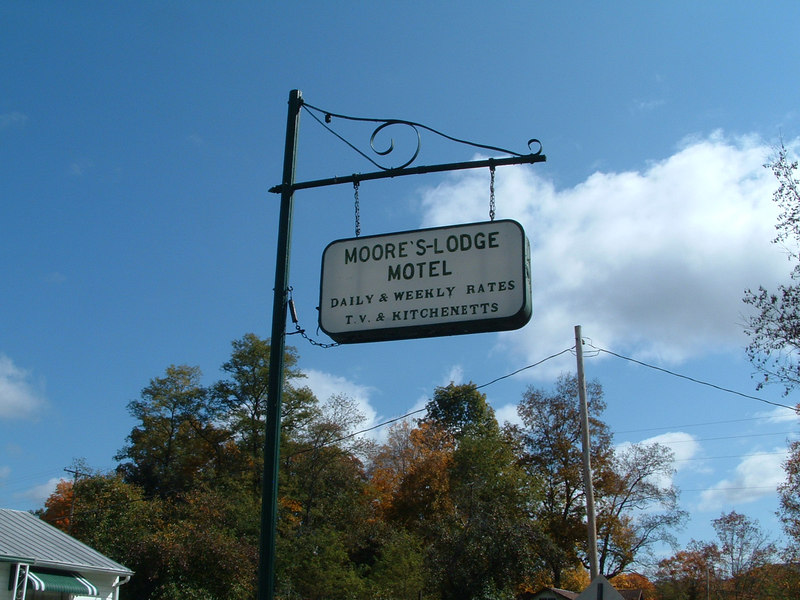 MOORE'S-LODGE
MOTEL
DAILY & WEEKLY RATES
T.V. & KITCHENETTS